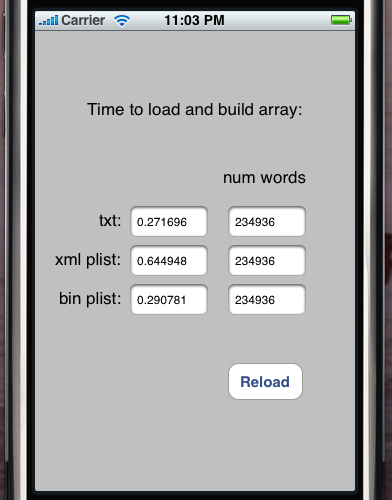 Carrier 11:03 PM
Time to load and build array:
num words
txt: 0.271696 234936
xml plist: 0.644948 234936
bin plist: 0.290781 234936
Reload